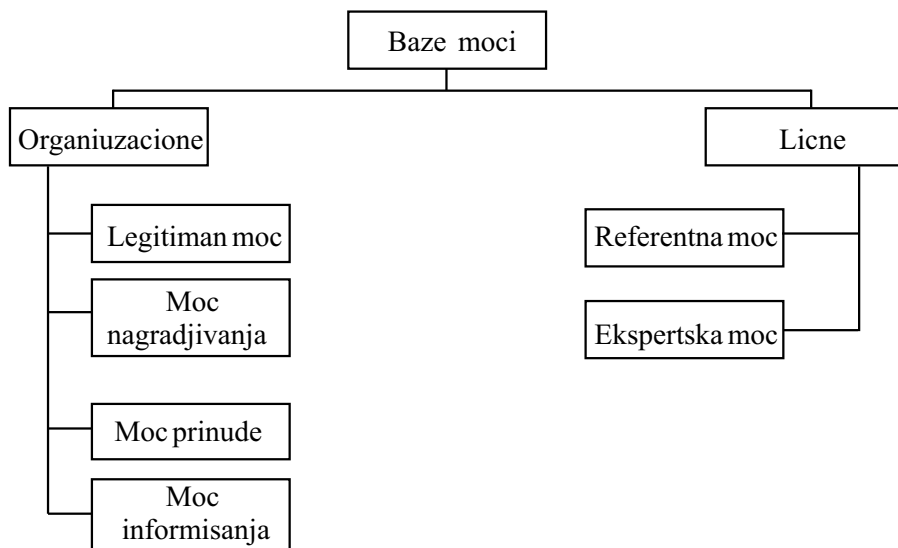 Baze moci
Organiuzacione
Licne
Legitiman moc
Moc
nagradjivanja
Moc prinude
Moc
informisanja
Referentna moc
Ekspertska moc